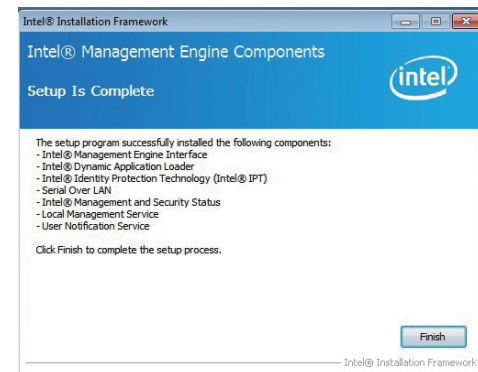 Intel® Installation Framework
Intel® Management Engine Components
Setup Is Complete
intel
The setup program successfully installed the following components:
- Intel® Management Engine Interface
- Intel® Dynamic Application Loader
- Intel® Identity Protection Technology (Intel® IPT)
- Serial Over LAN
- Intel® Management and Security Status
- Local Management Service
- User Notification Service
Click Finish to complete the setup process.
Finish
Intel® Installation Framework